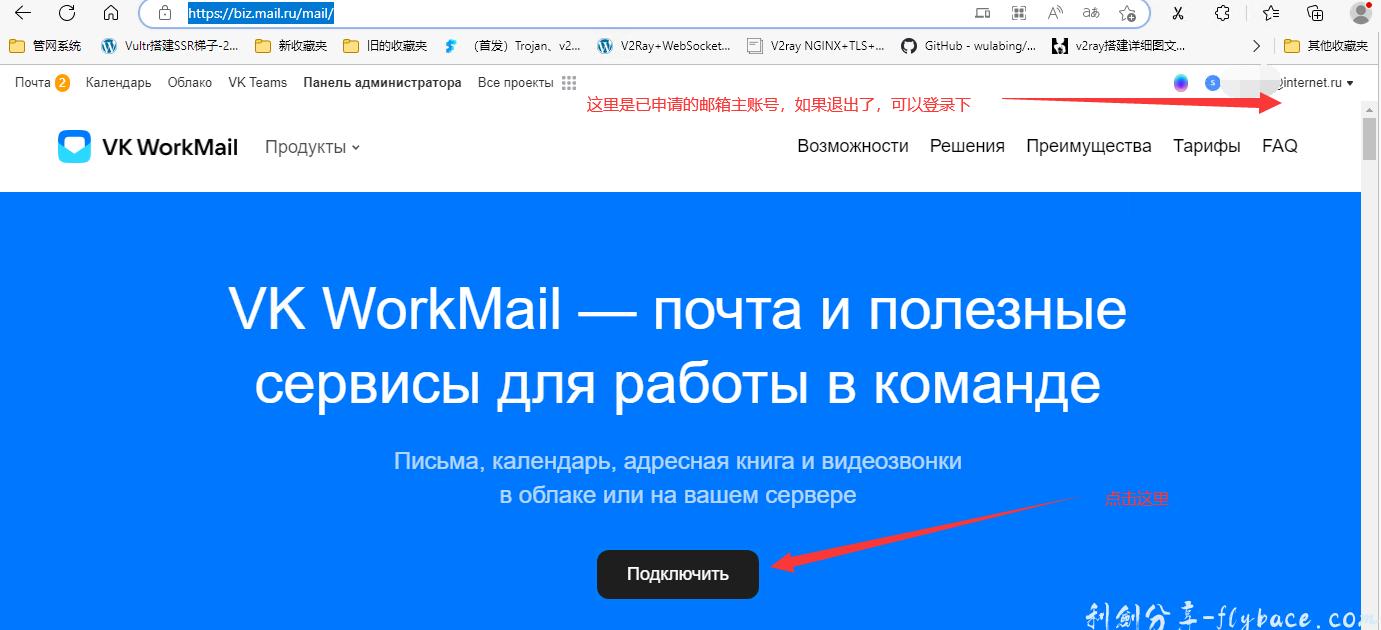 https://biz.mail.ru/mail/
管网系统 Vultr搭建SSR梯子-2... 新收藏夹 旧的收藏夹 （首发）Trojan、v2... V2Ray+WebSocket... V2ray NGINX+TLS+... GitHub - wulabing/... v2ray搭建详细图文... 其他收藏夹
Почта 2 Календарь Облако VK Teams Панель администратора Все проекты s @internet.ru
这里是已申请的邮箱主账号，如果退出了，可以登录下
VK WorkMail Продукты Возможности Решения Преимущества Тарифы FAQ
VK WorkMail — почта и полезные
сервисы для работы в команде
Письма, календарь, адресная книга и видеозвонки
в облаке или на вашем сервере
点击这里
Подключить
利剑分享-flybace.com